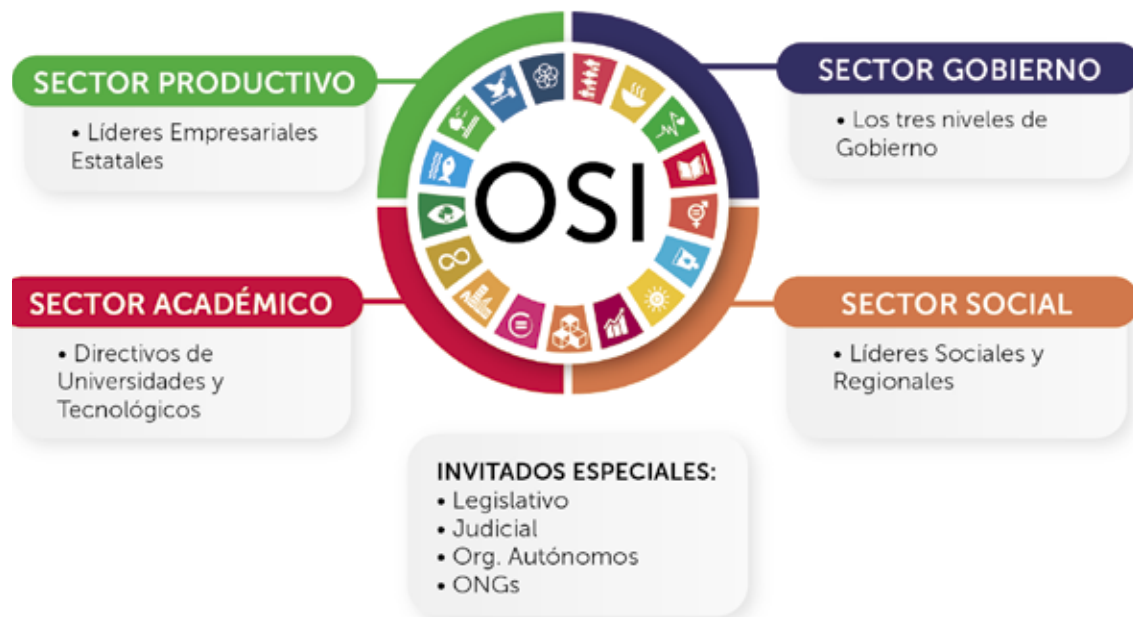 SECTOR PRODUCTIVO
• Líderes Empresariales
Estatales
SECTOR GOBIERNO
• Los tres niveles de
Gobierno
OSI
SECTOR ACADÉMICO
• Directivos de
Universidades y
Tecnológicos
SECTOR SOCIAL
• Líderes Sociales y
Regionales
INVITADOS ESPECIALES:
• Legislativo
• Judicial
• Org. Autónomos
• ONGs